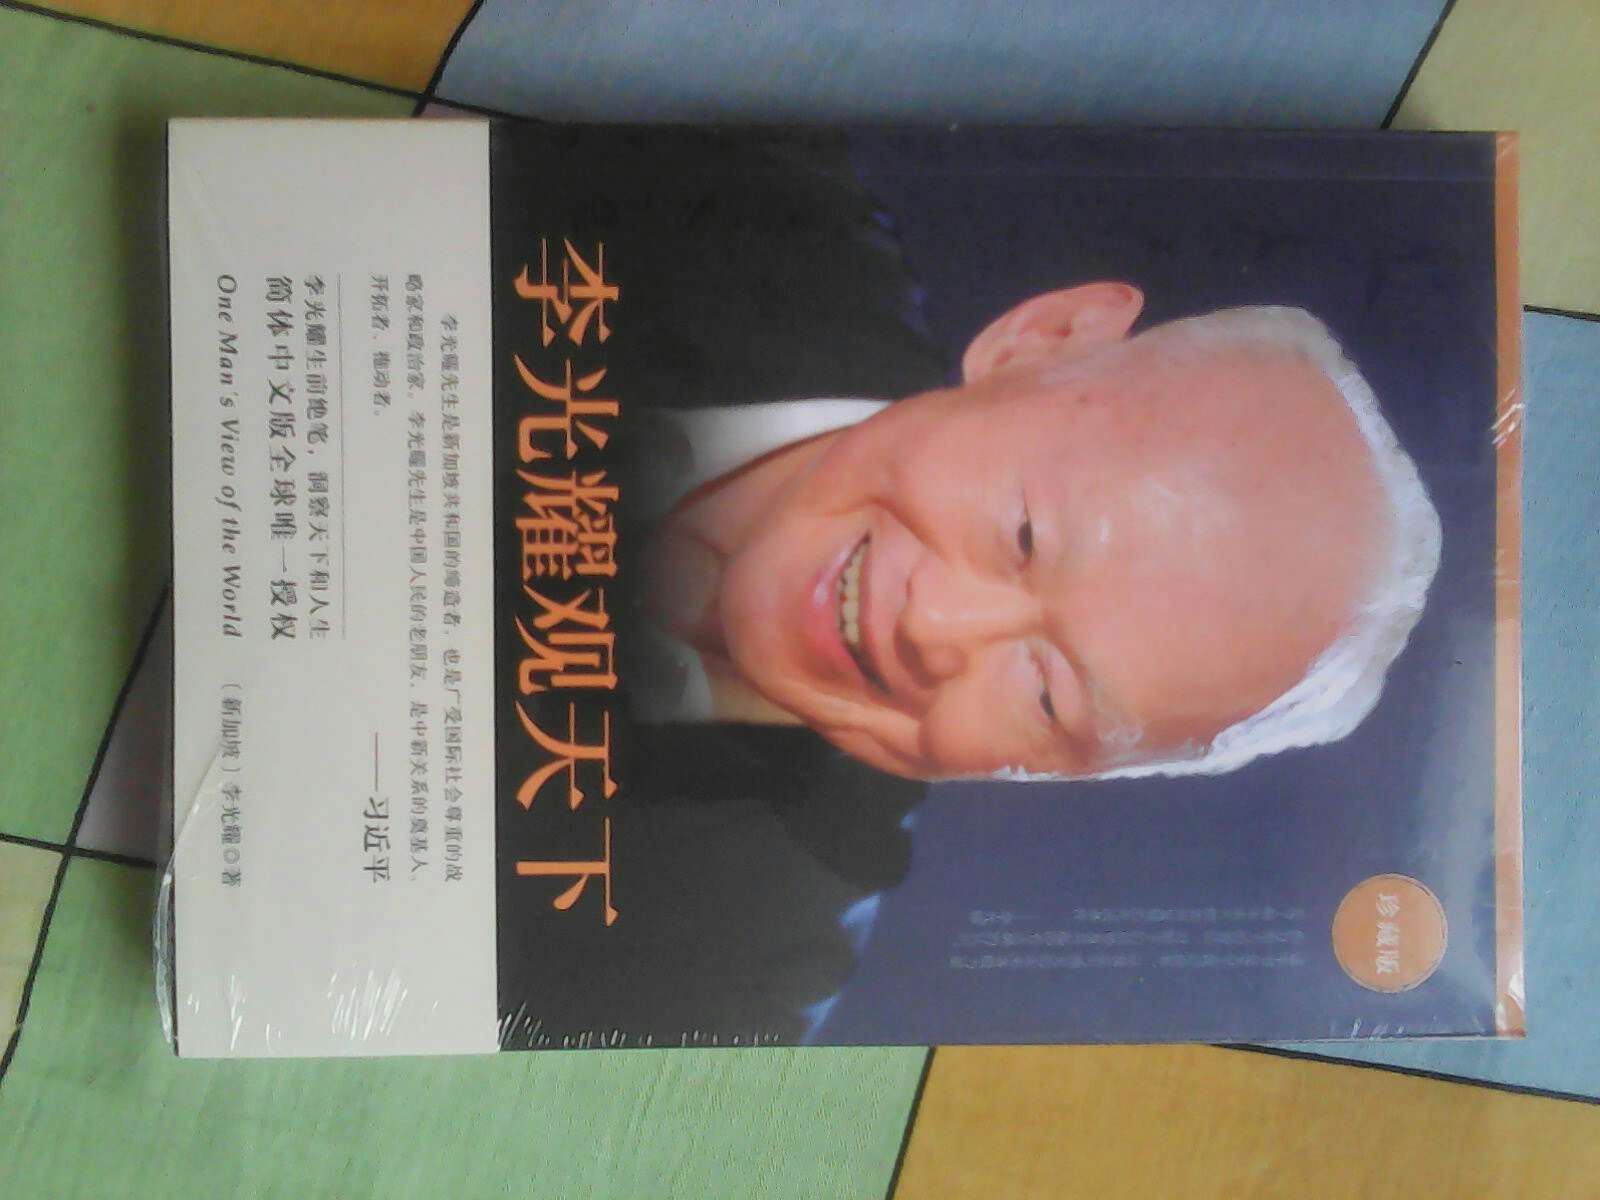 珍藏版
李光耀观天下
李光耀先生是新加坡共和国的缔造者，也是广受国际社会尊重的战
略家和政治家。李光耀先生是中国人民的老朋友，是中新关系的奠基人、
开拓者、推动者。
——习近平
李光耀生前绝笔，洞察天下和人生
简体中文版全球唯一授权
One Man's View of the World （新加坡）李光耀◎著